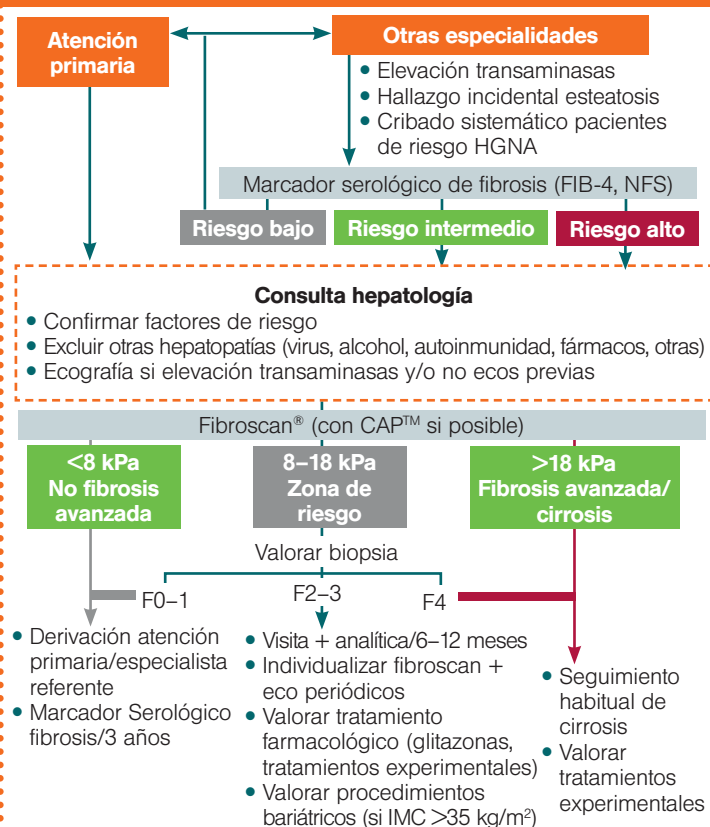 Atención
primaria
Otras especialidades
• Elevación transaminasas
• Hallazgo incidental esteatosis
• Cribado sistemático pacientes
de riesgo HGNA
Marcador serológico de fibrosis (FIB-4, NFS)
Riesgo bajo
Riesgo intermedio
Riesgo alto
Consulta hepatología
• Confirmar factores de riesgo
• Excluir otras hepatopatías (virus, alcohol, autoinmunidad, fármacos, otras)
• Ecografía si elevación transaminasas y/o no ecos previas
Fibroscan® (con CAP™ si posible)
<8 kPa
No fibrosis
avanzada
8–18 kPa
Zona de
riesgo
>18 kPa
Fibrosis avanzada/
cirrosis
Valorar biopsia
F0–1
F2–3
F4
• Derivación atención
primaria/especialista
referente
• Marcador Serológico
fibrosis/3 años
• Visita + analítica/6–12 meses
• Individualizar fibroscan +
eco periódicos
• Valorar tratamiento
farmacológico (glitazonas,
tratamientos experimentales)
• Valorar procedimientos
bariátricos (si IMC >35 kg/m²)
• Seguimiento
habitual de
cirrosis
• Valorar
tratamientos
experimentales